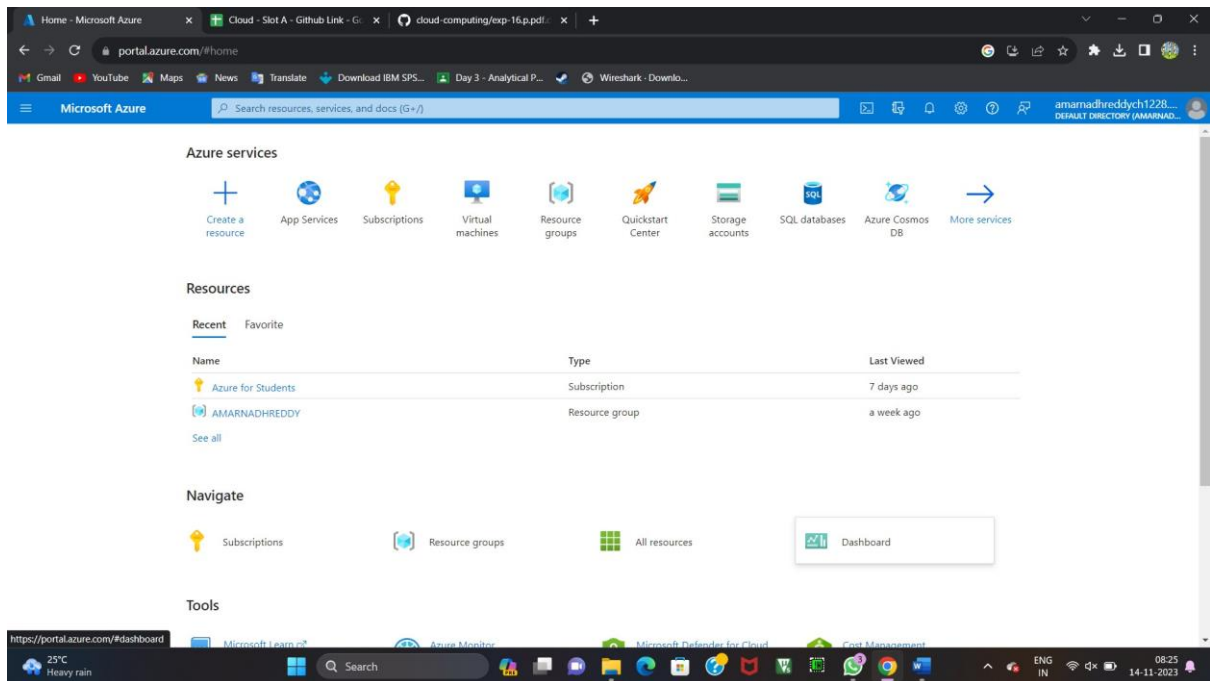 Home - Microsoft Azure
Cloud - Slot A - Github Link - Go
cloud-computing/exp-16.p.pdf
portal.azure.com/#home
Gmail YouTube Maps News Translate Download IBM SPS... Day 3 - Analytical P... Wireshark · Downlo...
Microsoft Azure
Search resources, services, and docs (G+/)
amarnadhreddych1228....
DEFAULT DIRECTORY (AMARNAD...
Azure services
Create a resource
App Services
Subscriptions
Virtual machines
Resource groups
Quickstart Center
Storage accounts
SQL
SQL databases
Azure Cosmos DB
More services
Resources
Recent Favorite
Name Type Last Viewed
Azure for Students Subscription 7 days ago
AMARNADHREDDY Resource group a week ago
See all
Navigate
Subscriptions Resource groups All resources Dashboard
Tools
Microsoft Learn Azure Monitor Microsoft Defender for Cloud Cost Management
https://portal.azure.com/#dashboard
25°C
Heavy rain
Search
3
ENG
IN
08:25
14-11-2023